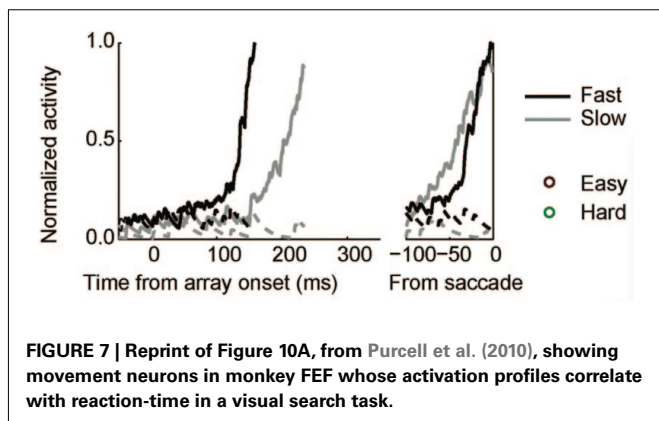 1.0
0.5
0.0
Normalized activity
0 100 200 300
Time from array onset (ms)
−100 −50 0
From saccade
Fast
Slow
Easy
Hard
FIGURE 7 | Reprint of Figure 10A, from Purcell et al. (2010), showing
movement neurons in monkey FEF whose activation profiles correlate
with reaction-time in a visual search task.